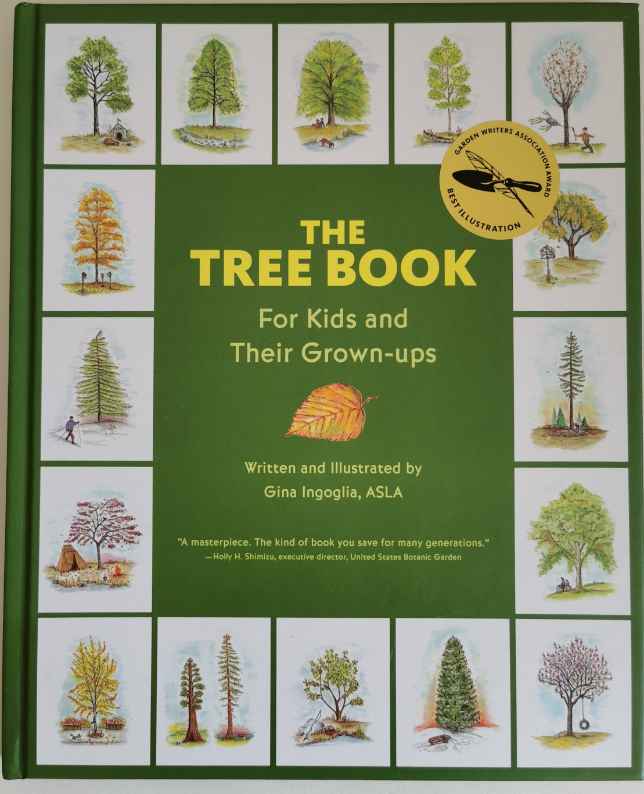 GARDEN WRITERS ASSOCIATION AWARD
BEST ILLUSTRATION
THE
TREE BOOK
For Kids and
Their Grown-ups
Written and Illustrated by
Gina Ingoglia, ASLA
"A masterpiece. The kind of book you save for many generations."
— Holly H. Shimizu, executive director, United States Botanic Garden